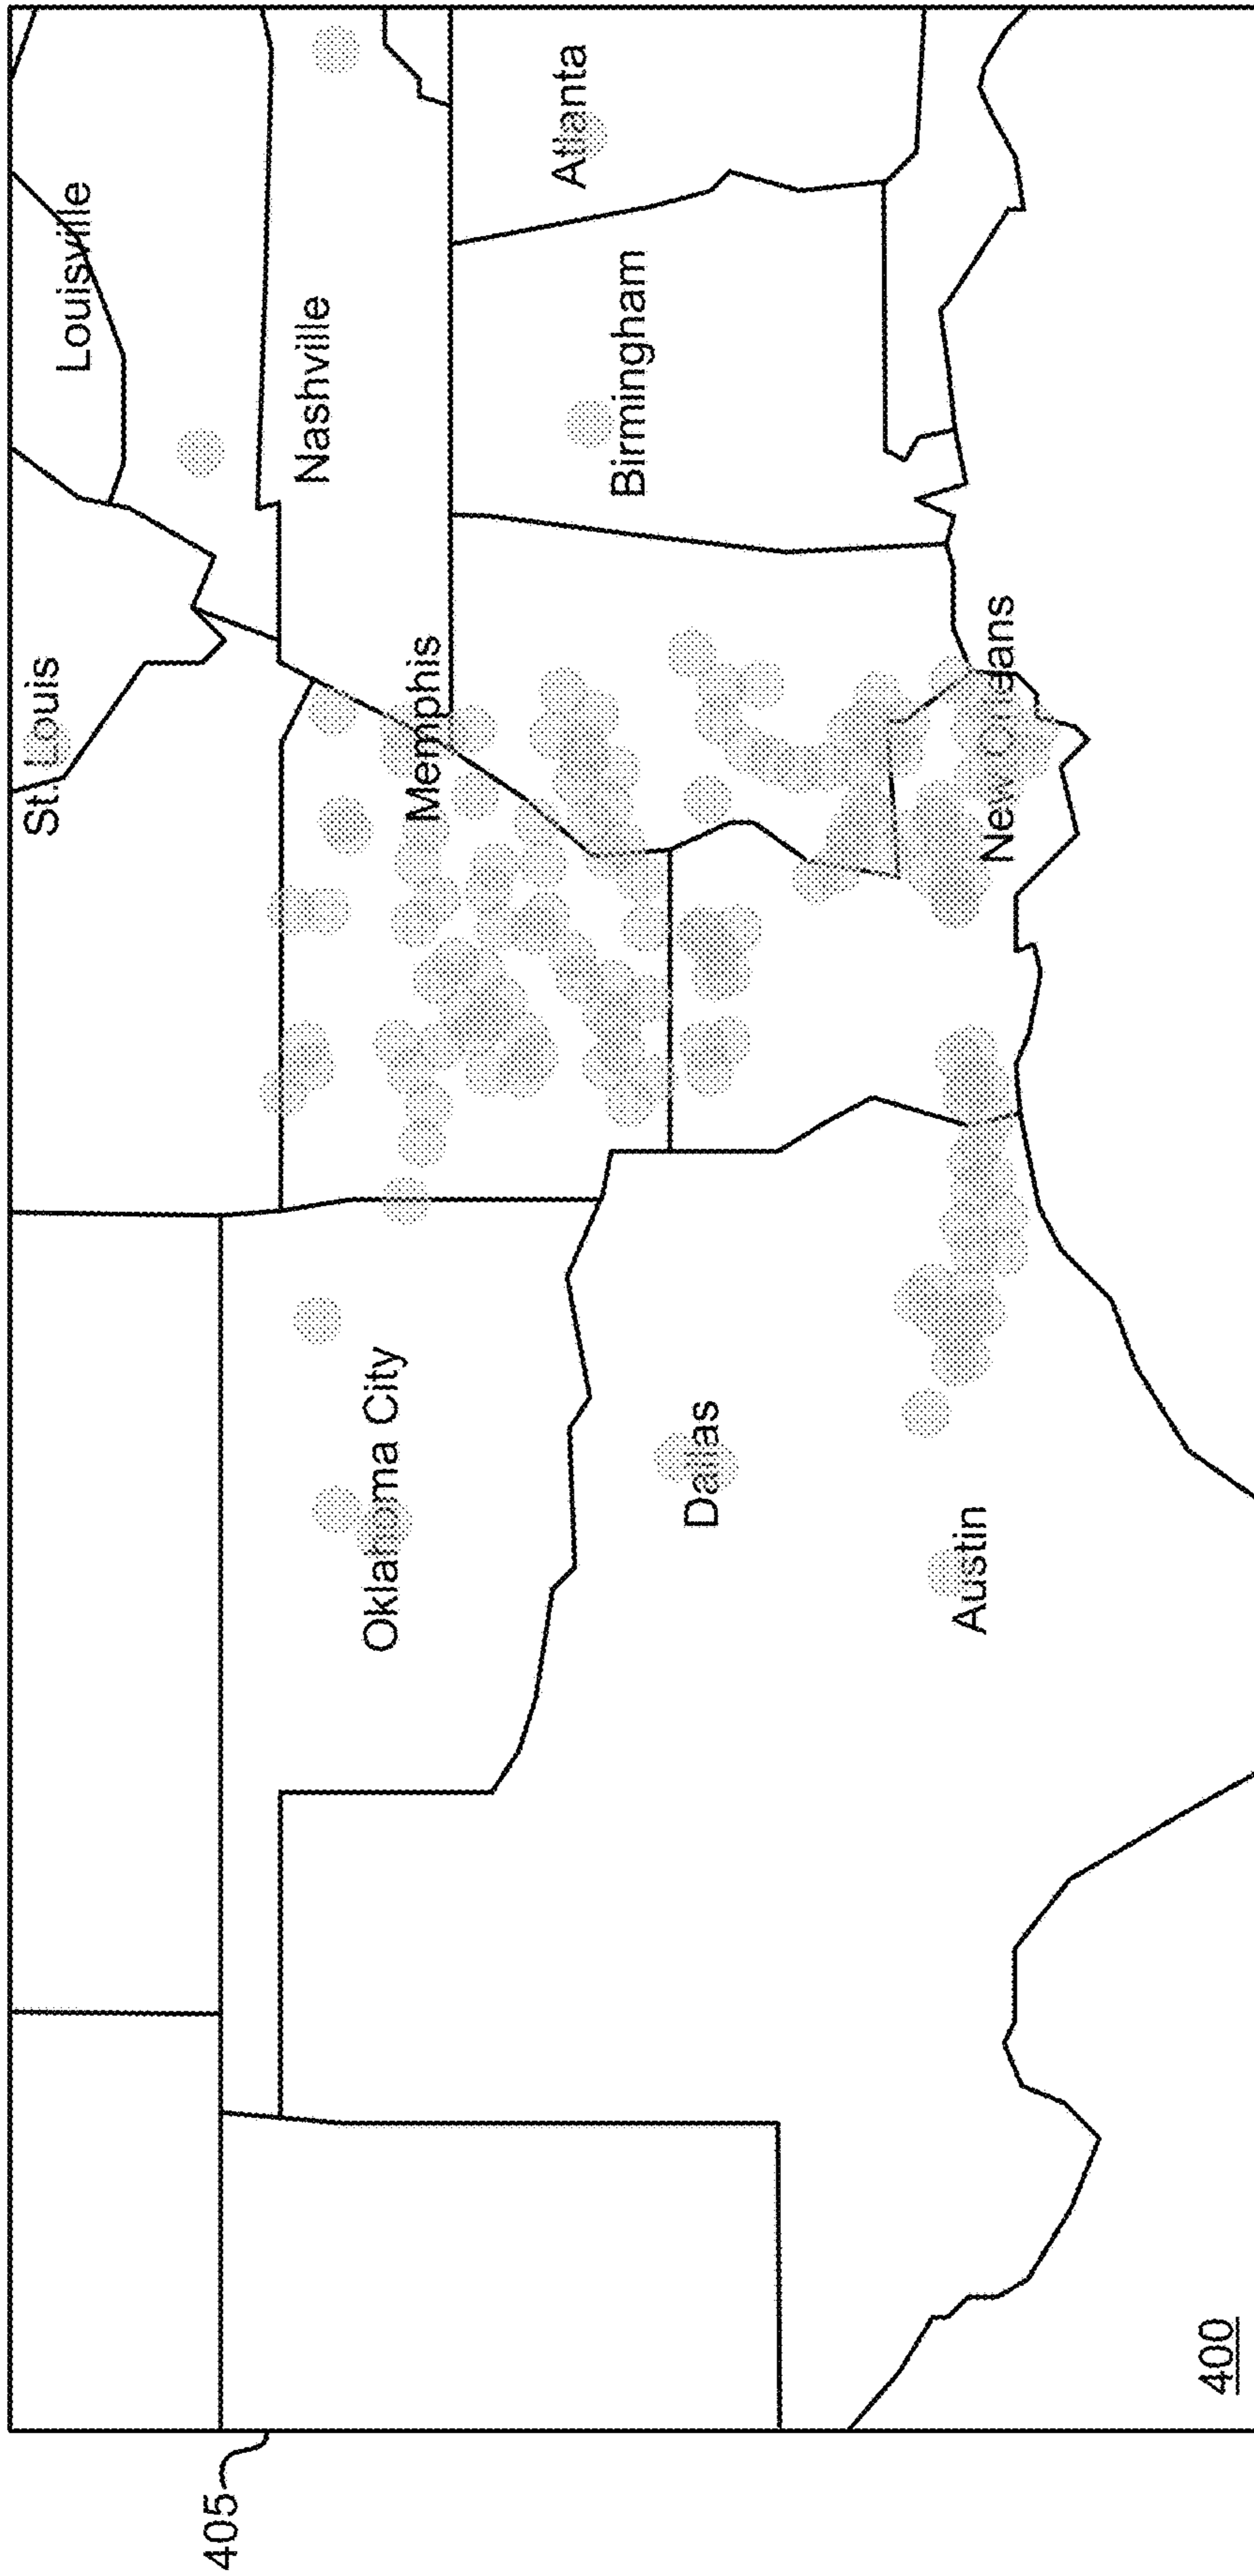 St. Louis
Louisville
405
Nashville
Oklahoma City
Memphis
Atlanta
Birmingham
Dallas
Austin
New Orleans
400